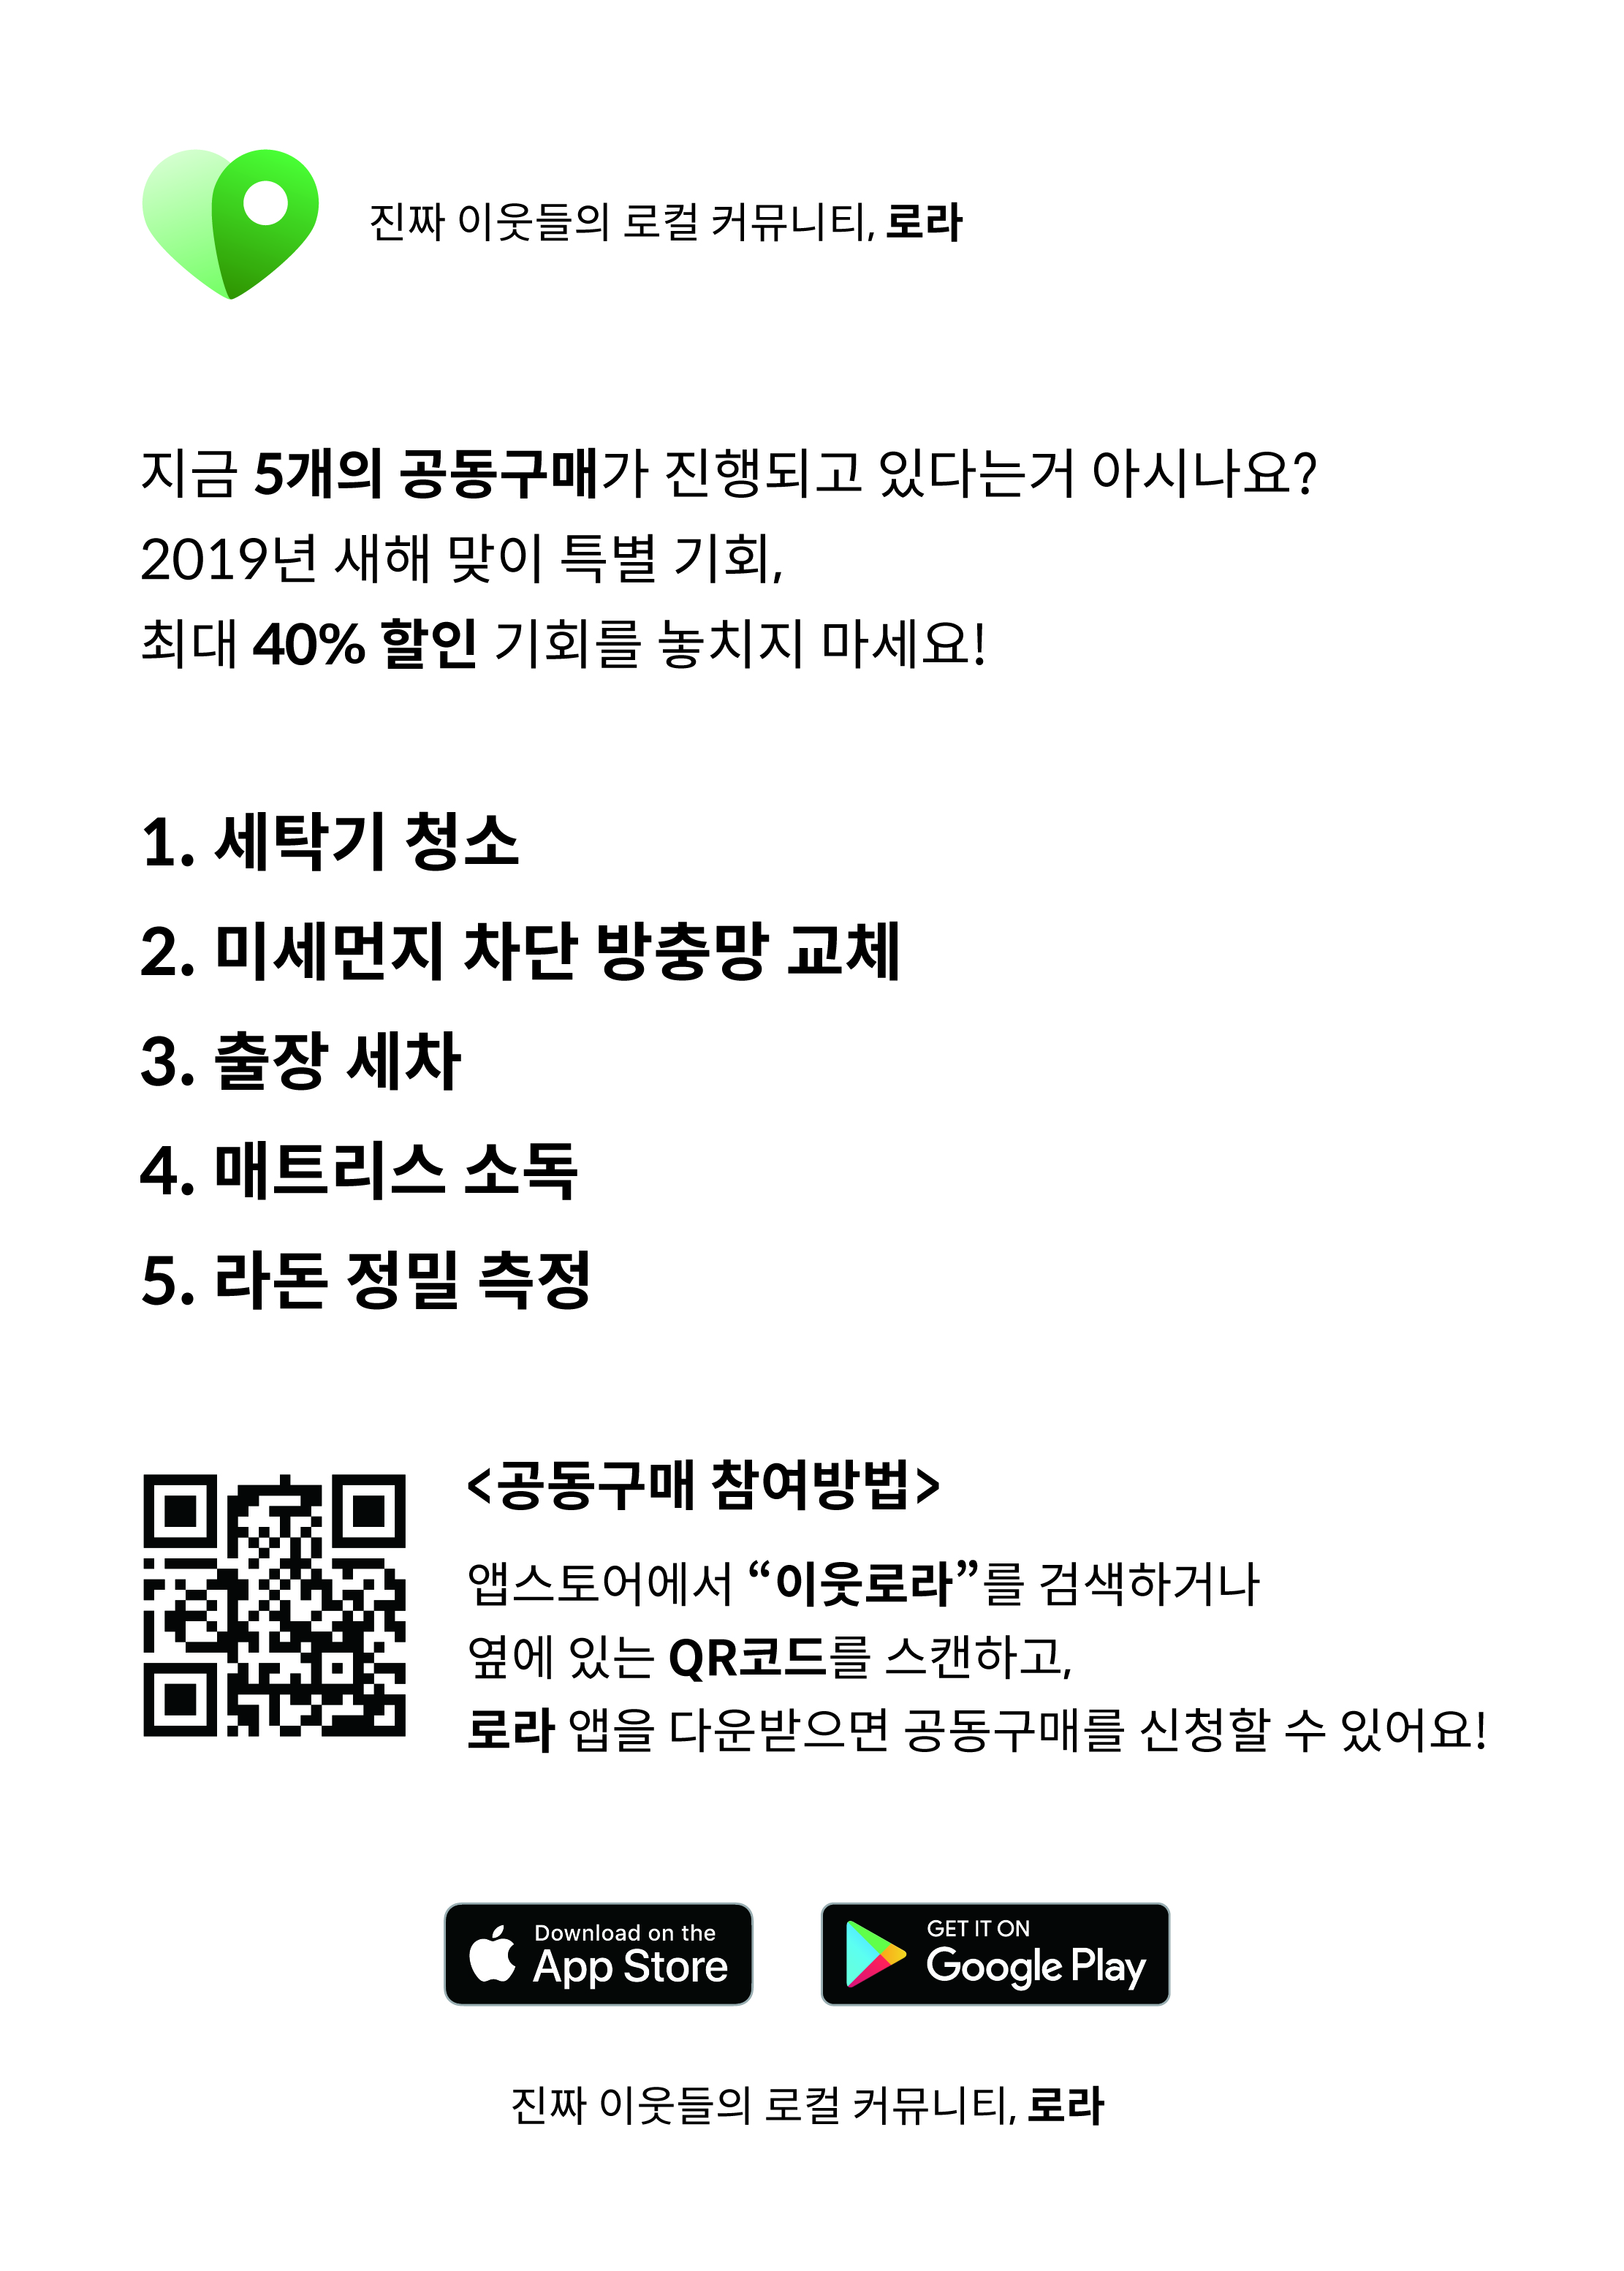 진짜 이웃들의 로컬 커뮤니티, 로라
지금 5개의 공동구매가 진행되고 있다는거 아시나요?
2019년 새해 맞이 특별 기회,
최대 40% 할인 기회를 놓치지 마세요!
1. 세탁기 청소
2. 미세먼지 차단 방충망 교체
3. 출장 세차
4. 매트리스 소독
5. 라돈 정밀 측정
<공동구매 참여방법>
앱스토어에서 “이웃로라”를 검색하거나
옆에 있는 QR코드를 스캔하고,
로라 앱을 다운받으면 공동구매를 신청할 수 있어요!
Download on the
App Store
GET IT ON
Google Play
진짜 이웃들의 로컬 커뮤니티, 로라